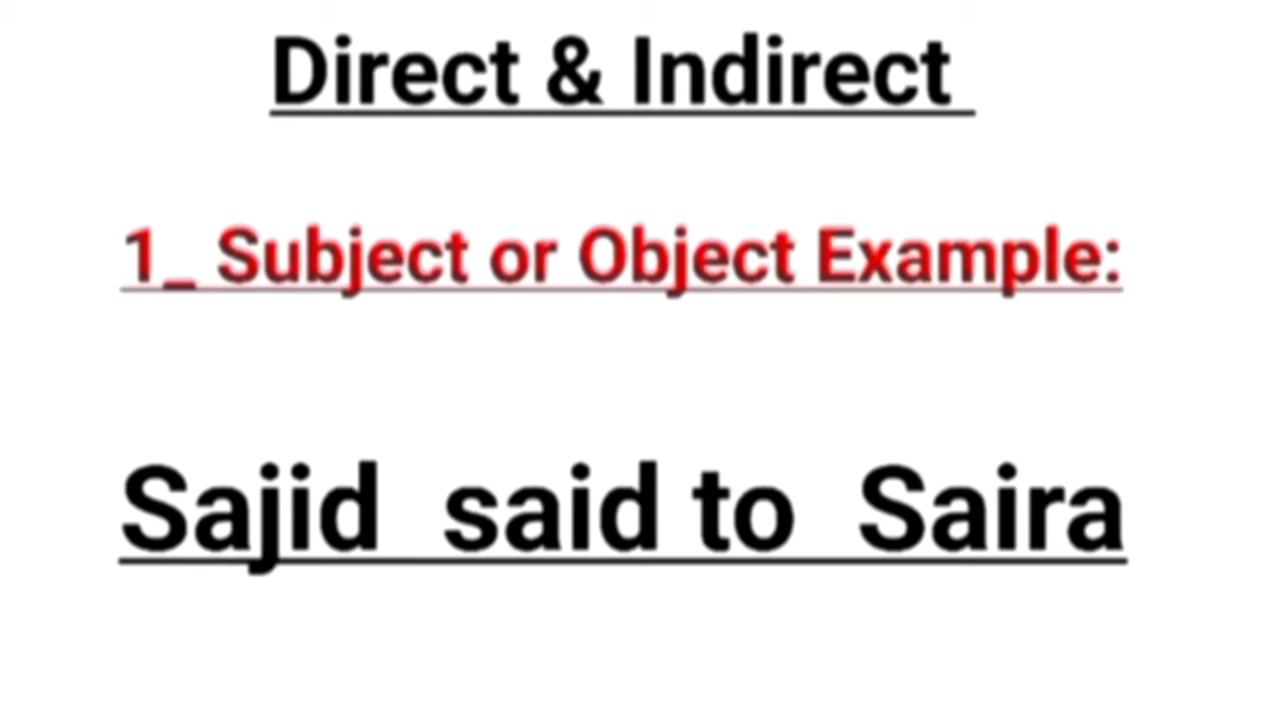 Direct & Indirect
1_ Subject or Object Example:
Sajid said to Saira